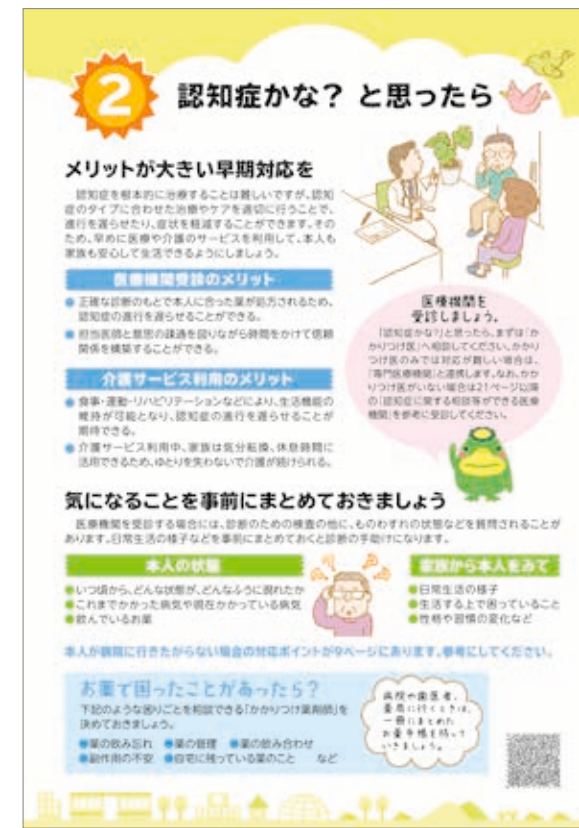 2
認知症かな？ と思ったら
メリットが大きい早期対応を
認知症を根本的に治療することは難しいですが、認知
症のタイプに合わせた治療やケアを適切に行うことで、
進行を遅らせたり、症状を軽減することができます。その
ため、早めに医療や介護のサービスを利用して、本人も
家族も安心して生活できるようにしましょう。
医療機関受診のメリット
●正確な診断のもとで本人に合った薬が処方されるため、
認知症の進行を遅らせることができる。
●担当医師と意思の疎通を図りながら時間をかけて信頼
関係を構築することができる。
介護サービス利用のメリット
●食事・運動・リハビリテーションなどにより、生活機能の
維持が可能となり、認知症の進行を遅らせることが
期待できる。
●介護サービス利用中、家族は気分転換、休息時間に
活用できるため、ゆとりを失わないで介護が続けられる。
医療機関を
受診しましょう。
「認知症かな？」と思ったら、まずは「か
かりつけ医」へ相談してください。かかり
つけ医のみでは対応が難しい場合は、
「専門医療機関」と連携します。なお、かか
りつけ医がいない場合は21ページ以降
の「認知症に関する相談等ができる医療
機関」を参考に受診してください。
気になることを事前にまとめておきましょう
医療機関を受診する場合には、診断のための検査の他に、ものわすれの状態などを質問されることが
あります。日常生活の様子などを事前にまとめておくと診断の手助けになります。
本人の状態
●いつ頃から、どんな状態が、どんなふうに現れたか
●これまでかかった病気や現在かかっている病気
●飲んでいるお薬
家族から本人をみて
●日常生活の様子
●生活する上で困っていること
●性格や習慣の変化など
本人が病院に行きたがらない場合の対応ポイントが9ページにあります。参考にしてください。
お薬で困ったことがあったら？
下記のような困りごとを相談できる「かかりつけ薬剤師」を
決めておきましょう。
●薬の飲み忘れ ●薬の管理 ●薬の飲み合わせ
●副作用の不安 ●自宅に残っている薬のこと など
病院や歯医者、
薬局に行くときは、
一冊にまとめた
お薬手帳を持って
いきましょう。